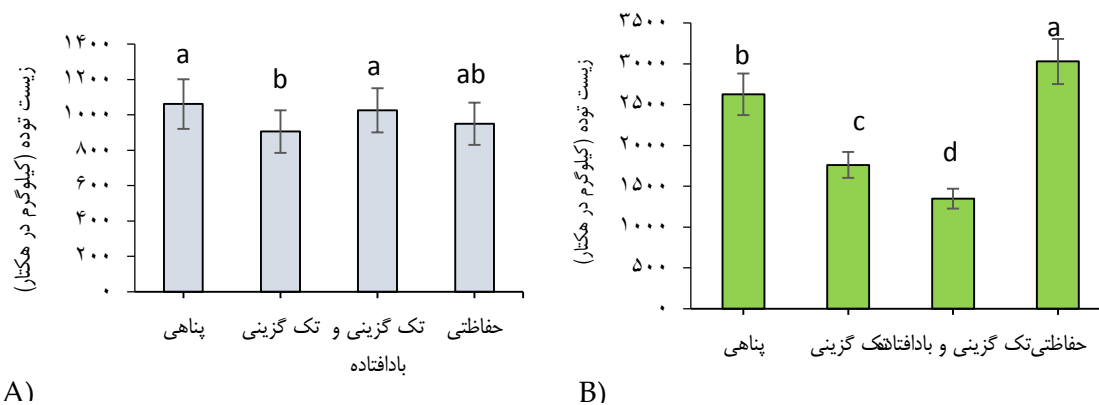 زیست توده (کیلوگرم در هکتار)
۱۴۰۰
۱۲۰۰
۱۰۰۰
۸۰۰
۶۰۰
۴۰۰
۲۰۰
۰
a
b
a
ab
پناهی
تک گزینی
تک گزینی و
بادافتاده
حفاظتی
A)
زیست توده (کیلوگرم در هکتار)
۳۵۰۰
۳۰۰۰
۲۵۰۰
۲۰۰۰
۱۵۰۰
۱۰۰۰
۵۰۰
۰
b
c
d
a
پناهی
تک گزینی
تک گزینی و بادافتاده
حفاظتی
B)